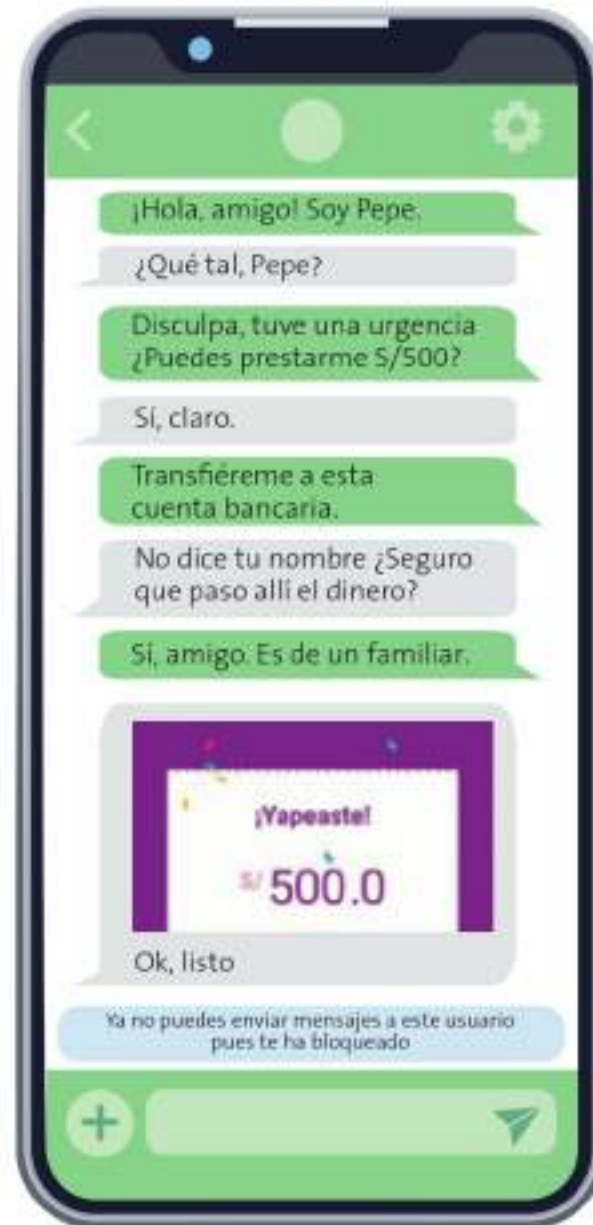 ¡Hola, amigo! Soy Pepe.
¿Qué tal, Pepe?
Disculpa, tuve una urgencia
¿Puedes prestarme S/500?
Sí, claro.
Transfiéreme a esta
cuenta bancaria.
No dice tu nombre ¿Seguro
que paso allí el dinero?
Sí, amigo. Es de un familiar.
¡Yapeaste!
S/ 500.0
Ok, listo
Ya no puedes enviar mensajes a este usuario
pues te ha bloqueado